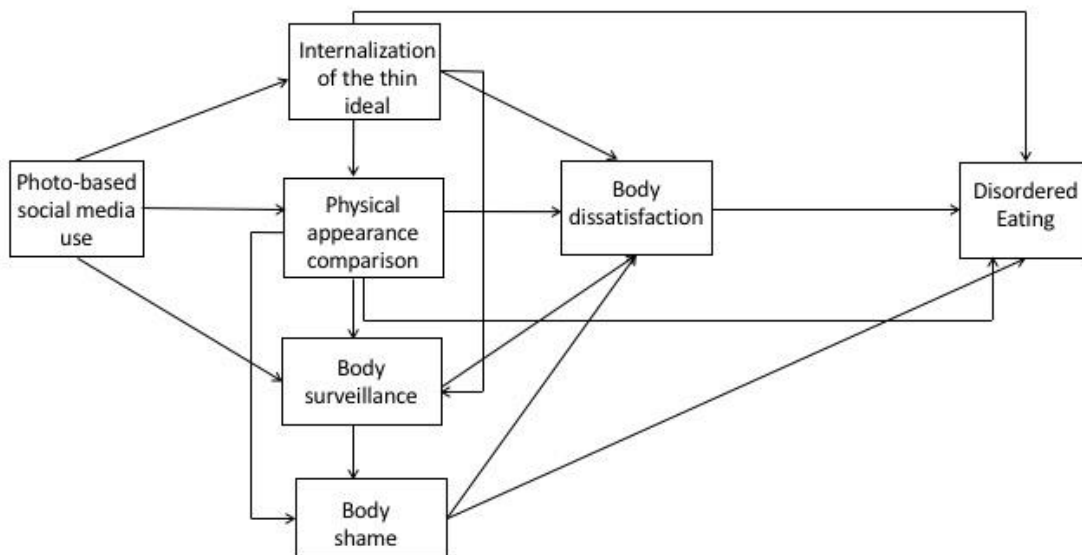 Internalization
of the thin
ideal
Photo-based
social media
use
Physical
appearance
comparison
Body
dissatisfaction
Disordered
Eating
Body
surveillance
Body
shame